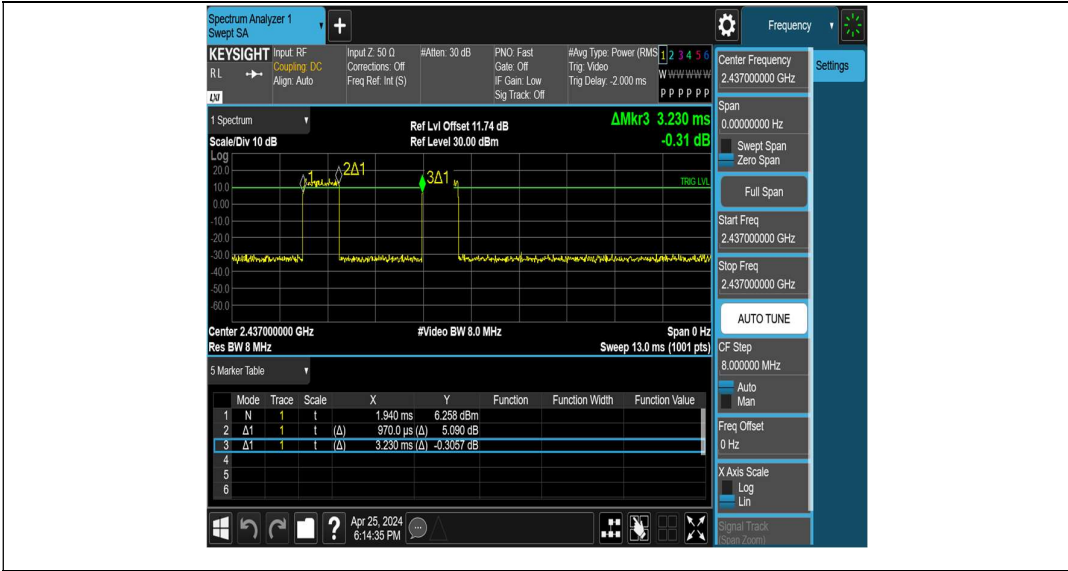 Spectrum Analyzer 1
Swept SA
+
Frequency
KEYSIGHT
RL
LXI
Input: RF
Coupling: DC
Align: Auto
Input Z: 50 Ω
Corrections: Off
Freq Ref: Int (S)
#Atten: 30 dB
PNO: Fast
Gate: Off
IF Gain: Low
Sig Track: Off
#Avg Type: Power (RMS
Trig: Video
Trig Delay: -2.000 ms
1 2 3 4 5 6
W W W W W W
P P P P P P
1 Spectrum
Scale/Div 10 dB
Ref Lvl Offset 11.74 dB
Ref Level 30.00 dBm
ΔMkr3 3.230 ms
-0.31 dB
Log
20.0
10.0
0.00
-10.0
-20.0
-30.0
-40.0
-50.0
-60.0
1
2Δ1
3Δ1
TRIG LVL
Center 2.437000000 GHz
#Video BW 8.0 MHz
Span 0 Hz
Res BW 8 MHz
Sweep 13.0 ms (1001 pts)
5 Marker Table
Mode Trace Scale X Y Function Function Width Function Value
1 N 1 t 1.940 ms 6.258 dBm
2 Δ1 1 t (Δ) 970.0 µs (Δ) 5.090 dB
3 Δ1 1 t (Δ) 3.230 ms (Δ) -0.3057 dB
4
5
6
?
Apr 25, 2024
6:14:35 PM
Center Frequency
2.437000000 GHz
Settings
Span
0.00000000 Hz
Swept Span
Zero Span
Full Span
Start Freq
2.437000000 GHz
Stop Freq
2.437000000 GHz
AUTO TUNE
CF Step
8.000000 MHz
Auto
Man
Freq Offset
0 Hz
X Axis Scale
Log
Lin
Signal Track
(Span Zoom)